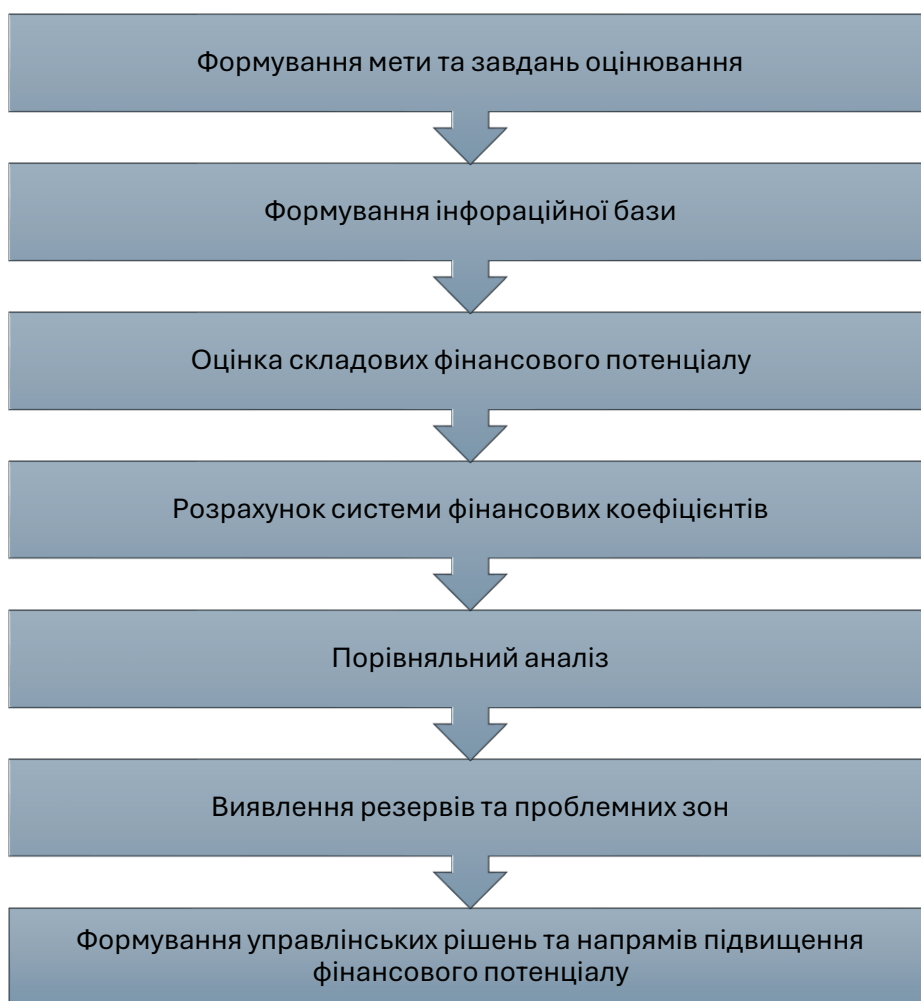 Формування мети та завдань оцінювання
Формування інфораційної бази
Оцінка складових фінансового потенціалу
Розрахунок системи фінансових коефіцієнтів
Порівняльний аналіз
Виявлення резервів та проблемних зон
Формування управлінських рішень та напрямів підвищення
фінансового потенціалу